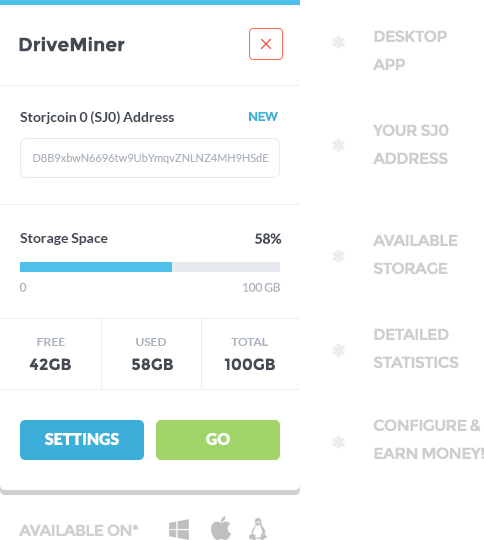 DriveMiner
Storjcoin 0 (SJ0) Address NEW
D8B9xbwN6696tw9UbYmqvZNLNZ4MH9HSdE
Storage Space 58%
0 100 GB
FREE USED TOTAL
42GB 58GB 100GB
SETTINGS GO
AVAILABLE ON*
* DESKTOP
APP
* YOUR SJ0
ADDRESS
* AVAILABLE
STORAGE
* DETAILED
STATISTICS
* CONFIGURE &
EARN MONEY!